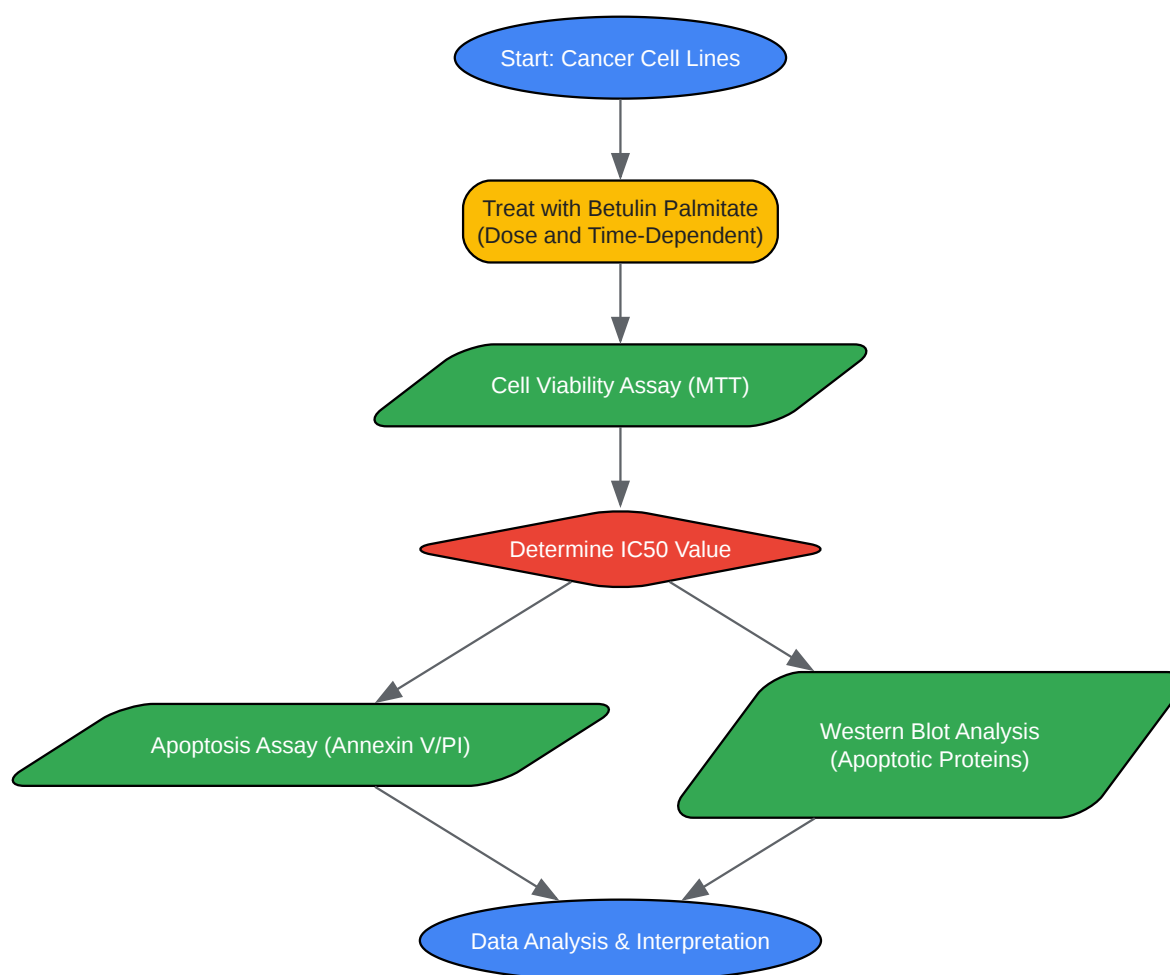 Start: Cancer Cell Lines
Treat with Betulin Palmitate
(Dose and Time-Dependent)
Cell Viability Assay (MTT)
Determine IC50 Value
Apoptosis Assay (Annexin V/PI)
Western Blot Analysis
(Apoptotic Proteins)
Data Analysis & Interpretation